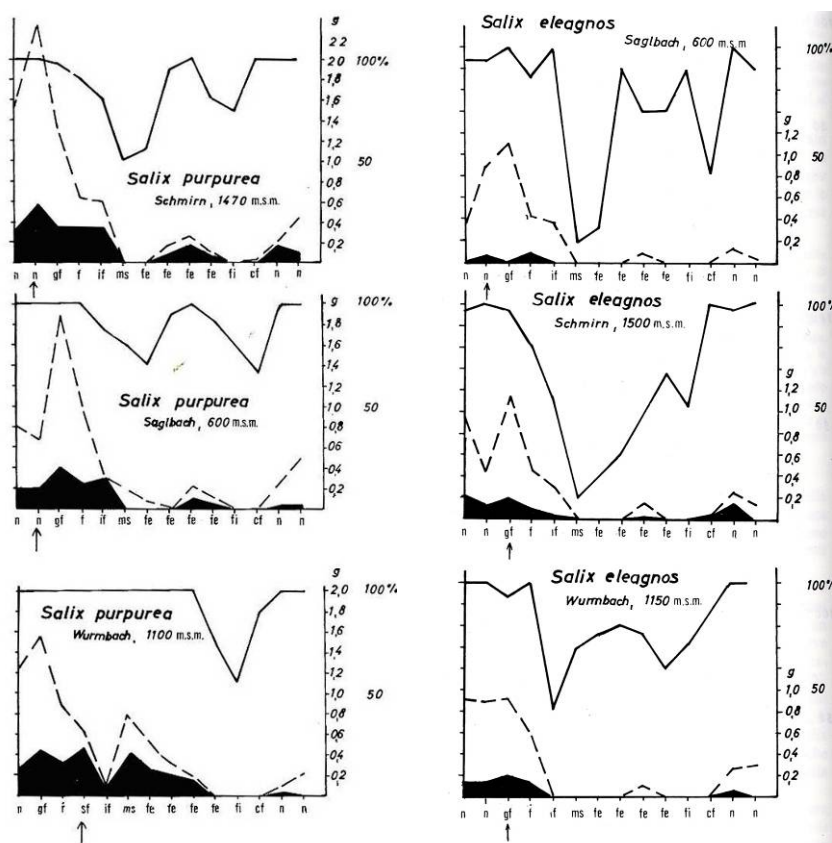 g
22
20 100%
1,8
1,6
1,4
1,2
1,0 50
0,8
0,6
0,4
0,2
Salix purpurea
Schmirn, 1470 m.s.m.
n n gf f if ms fe fe fe fe fi cf n n
Salix eleagnos
Saglbach, 600 m.s.m
100%
g
1,2
1,0 50
0,8
0,6
0,4
0,2
n n gf f if ms fe fe fe fe fi cf n n
g 100%
1,8
1,6
1,4
1,2
1,0 50
0,8
06
0,4
0,2
Salix purpurea
Saglbach, 600 m.s.m.
n n gf f if ms fe fe fe fe fi cf n n
Salix eleagnos
Schmirn, 1500 m.s.m.
100%
g
1,2
1,0 50
0,8
0,6
0,4
0,2
n n gf f if ms fe fe fe fe fi cf n n
g
2,0 100%
1,8
1,6
1,4
1,2
1,0 50
0,8
0,6
0,4
0,2
Salix purpurea
Wurmbach, 1100 m.s.m.
n gf f sf if ms fe fe fe fe fi cf n n
Salix eleagnos
Wurmbach, 1150 m.s.m.
100%
g
1,0 50
0,8
0,6
0,4
0,2
n n gf f if ms fe fe fe fe fi cf n n